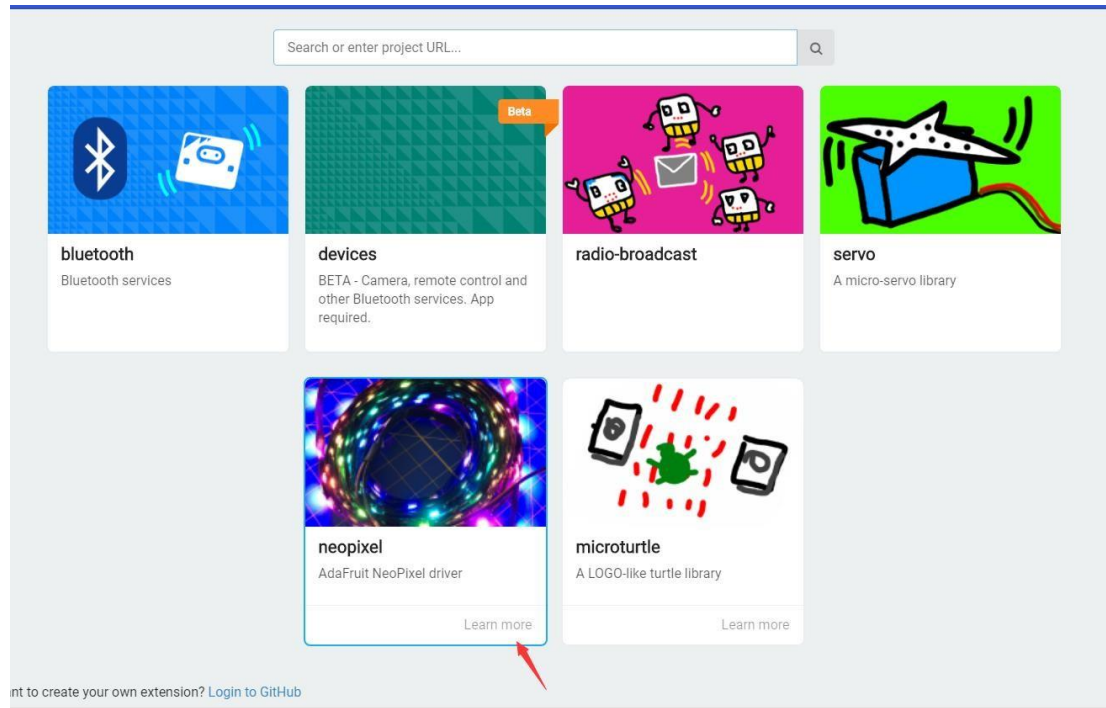 Search or enter project URL...
Beta
bluetooth
Bluetooth services
devices
BETA - Camera, remote control and
other Bluetooth services. App
required.
radio-broadcast
servo
A micro-servo library
neopixel
AdaFruit NeoPixel driver
Learn more
microturtle
A LOGO-like turtle library
Learn more
to create your own extension? Login to GitHub